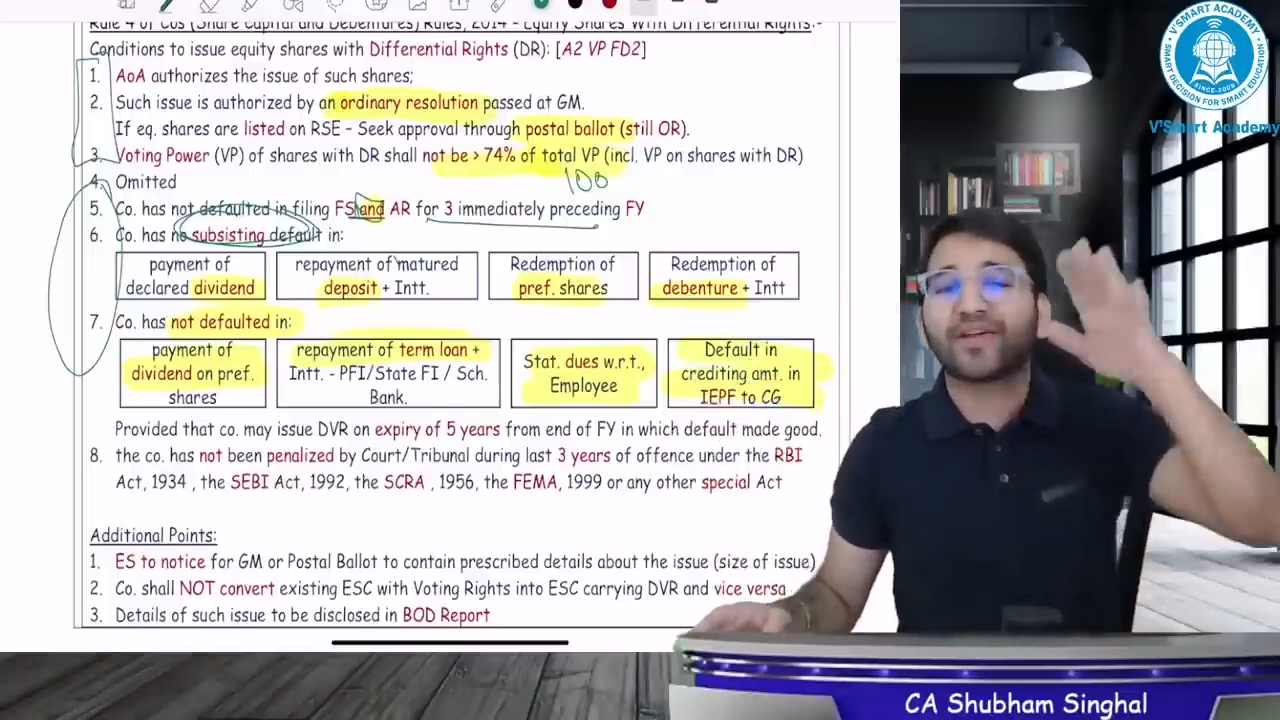 Rule 4 of Cos (Share Capital and Debentures) Rules, 2014 - Equity Shares With Differential Rights:-
Conditions to issue equity shares with Differential Rights (DR): [A2 VP FD2]
1. AoA authorizes the issue of such shares;
2. Such issue is authorized by an ordinary resolution passed at GM.
If eq. shares are listed on RSE – Seek approval through postal ballot (still OR).
3. Voting Power (VP) of shares with DR shall not be > 74% of total VP (incl. VP on shares with DR)
100
4. Omitted
5. Co. has not defaulted in filing FS and AR for 3 immediately preceding FY
6. Co. has no subsisting default in:
payment of declared dividend
repayment of matured deposit + Intt.
Redemption of pref. shares
Redemption of debenture + Intt
7. Co. has not defaulted in:
payment of dividend on pref. shares
repayment of term loan + Intt. - PFI/State FI / Sch. Bank.
Stat. dues w.r.t., Employee
Default in crediting amt. in IEPF to CG
Provided that co. may issue DVR on expiry of 5 years from end of FY in which default made good.
8. the co. has not been penalized by Court/Tribunal during last 3 years of offence under the RBI
Act, 1934 , the SEBI Act, 1992, the SCRA , 1956, the FEMA, 1999 or any other special Act
Additional Points:
1. ES to notice for GM or Postal Ballot to contain prescribed details about the issue (size of issue)
2. Co. shall NOT convert existing ESC with Voting Rights into ESC carrying DVR and vice versa
3. Details of such issue to be disclosed in BOD Report
V'SMART ACADEMY
SINCE-2005
SMART DECISION FOR SMART EDUCATION
V'Smart Academy
CA Shubham Singhal